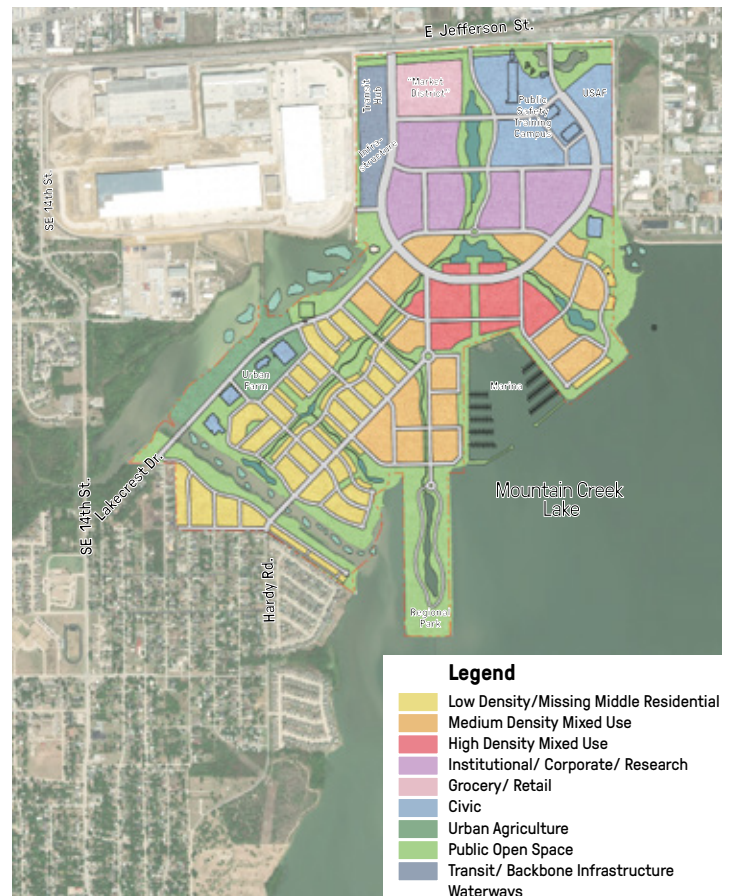 E Jefferson St.
Transit
Hub
"Market
District"
Public
Safety
Training
Campus
USAF
Infra-
structure
SE 14th St.
Urban
Farm
Marina
Lakecrest Dr.
SE 14th St.
Mountain Creek
Lake
Hardy Rd.
Regional
Park
Legend
Low Density/Missing Middle Residential
Medium Density Mixed Use
High Density Mixed Use
Institutional/ Corporate/ Research
Grocery/ Retail
Civic
Urban Agriculture
Public Open Space
Transit/ Backbone Infrastructure
Waterways